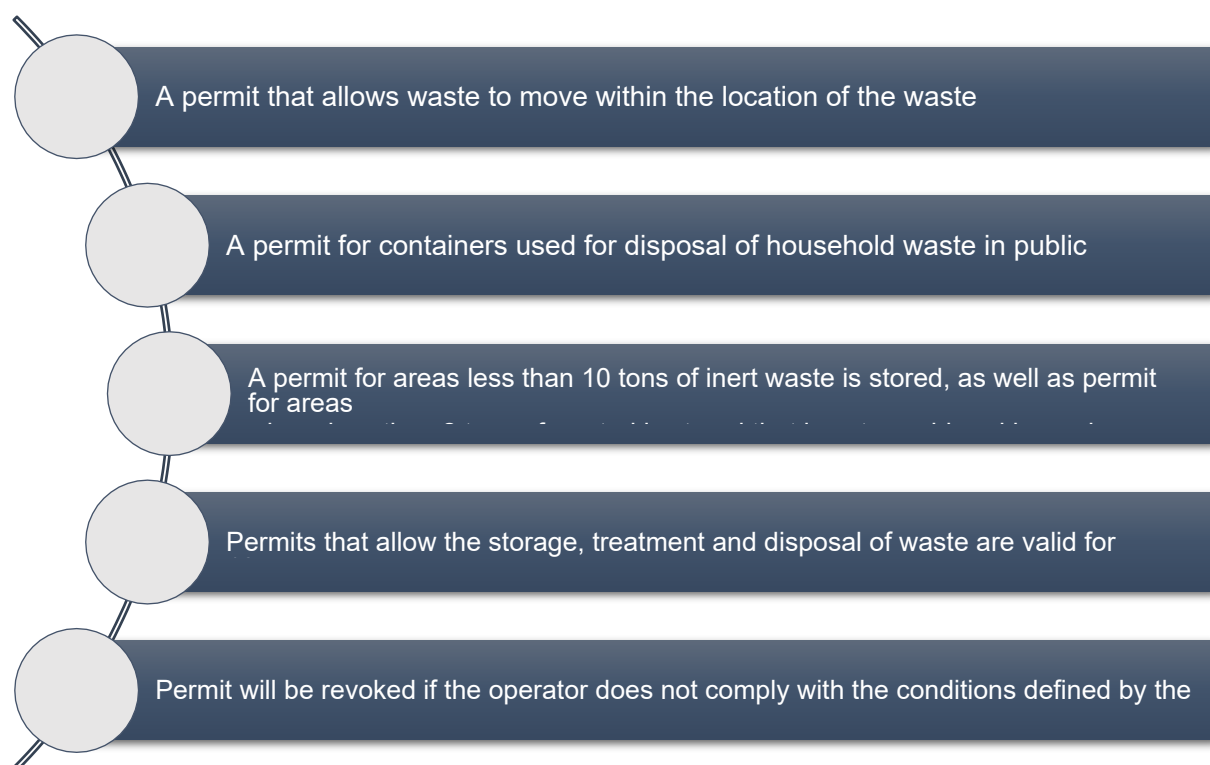 A permit that allows waste to move within the location of the waste
A permit for containers used for disposal of household waste in public
A permit for areas less than 10 tons of inert waste is stored, as well as permit
for areas
Permits that allow the storage, treatment and disposal of waste are valid for
Permit will be revoked if the operator does not comply with the conditions defined by the